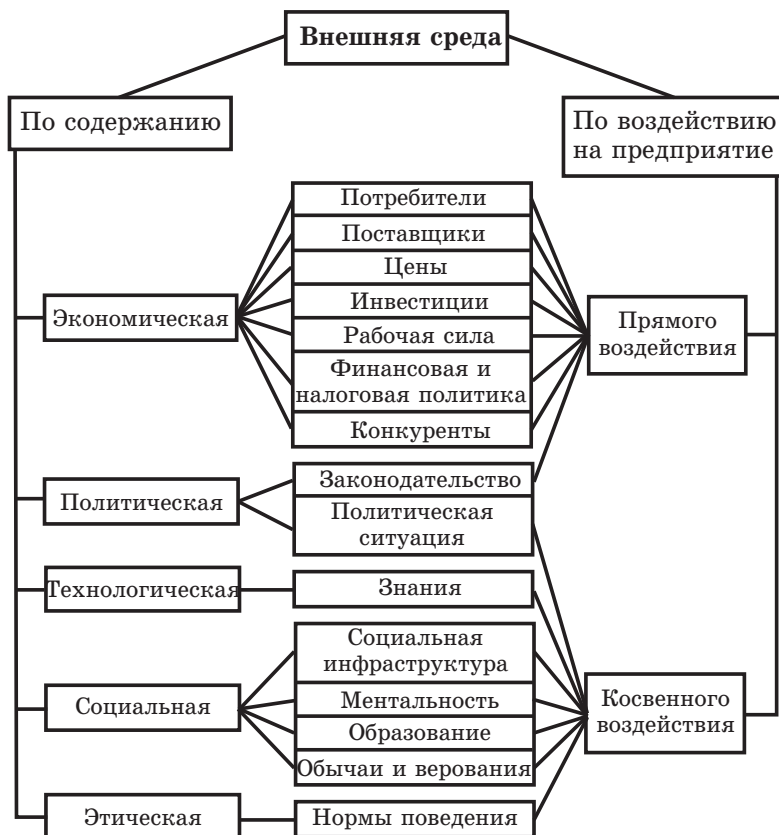 Внешняя среда
По содержанию
По воздействию
на предприятие
Потребители
Поставщики
Цены
Инвестиции
Рабочая сила
Финансовая и
налоговая политика
Конкуренты
Экономическая
Прямого
воздействия
Законодательство
Политическая
ситуация
Политическая
Технологическая
Знания
Социальная
инфраструктура
Ментальность
Образование
Обычаи и верования
Социальная
Косвенного
воздействия
Этическая
Нормы поведения